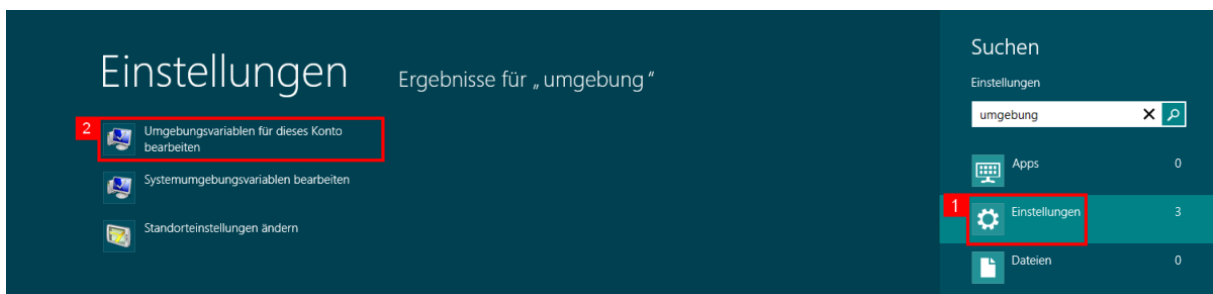 Einstellungen
Ergebnisse für „umgebung“
2
Umgebungsvariablen für dieses Konto
bearbeiten
Systemumgebungsvariablen bearbeiten
Standorteinstellungen ändern
Suchen
Einstellungen
umgebung
Apps 0
1
Einstellungen 3
Dateien 0